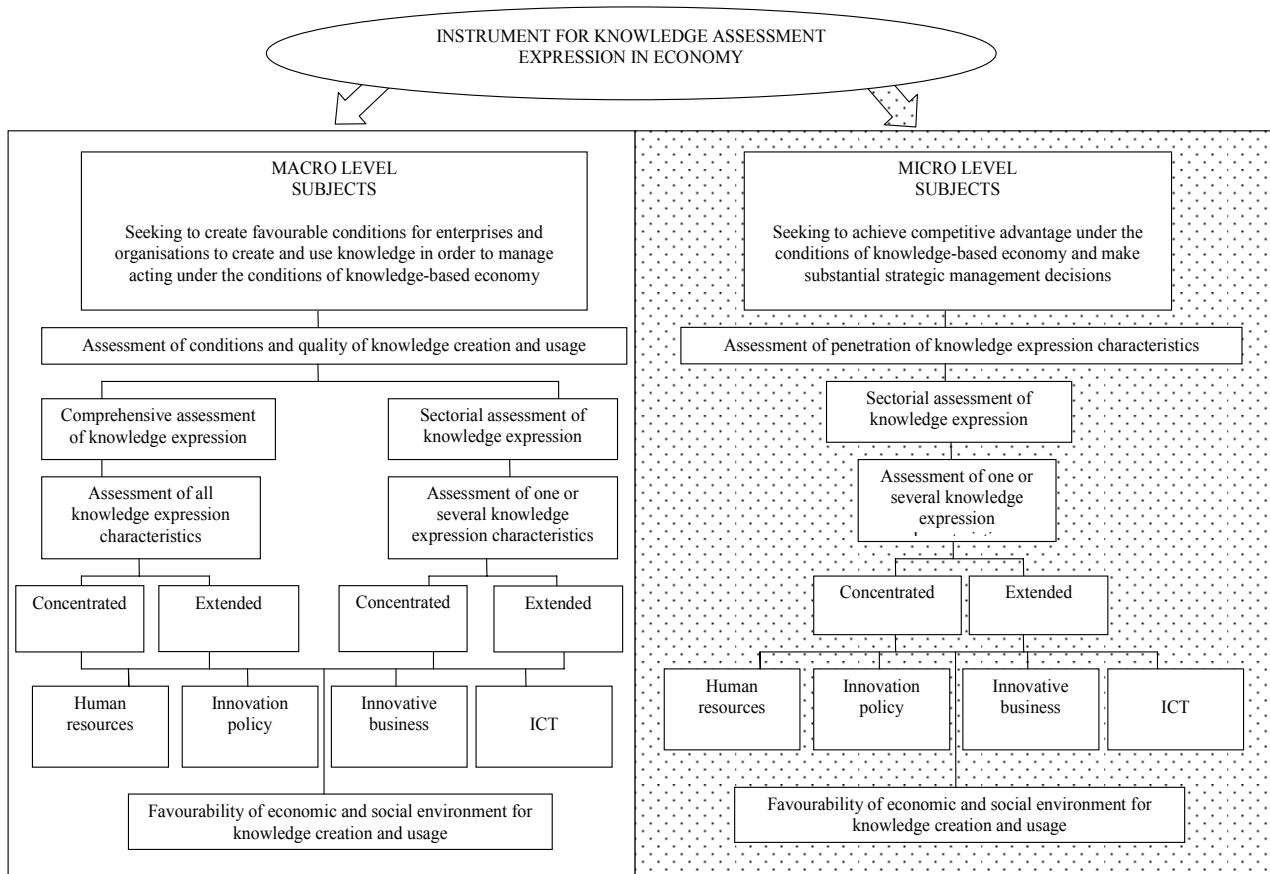 INSTRUMENT FOR KNOWLEDGE ASSESSMENT
EXPRESSION IN ECONOMY
MACRO LEVEL
SUBJECTS
Seeking to create favourable conditions for enterprises and
organisations to create and use knowledge in order to manage
acting under the conditions of knowledge-based economy
Assessment of conditions and quality of knowledge creation and usage
Comprehensive assessment
of knowledge expression
Sectorial assessment of
knowledge expression
Assessment of all
knowledge expression
characteristics
Assessment of one or
several knowledge
expression characteristics
Concentrated
Extended
Concentrated
Extended
Human
resources
Innovation
policy
Innovative
business
ICT
Favourability of economic and social environment for
knowledge creation and usage
MICRO LEVEL
SUBJECTS
Seeking to achieve competitive advantage under the
conditions of knowledge-based economy and make
substantial strategic management decisions
Assessment of penetration of knowledge expression characteristics
Sectorial assessment of
knowledge expression
Assessment of one or
several knowledge
expression
Concentrated
Extended
Human
resources
Innovation
policy
Innovative
business
ICT
Favourability of economic and social environment for
knowledge creation and usage